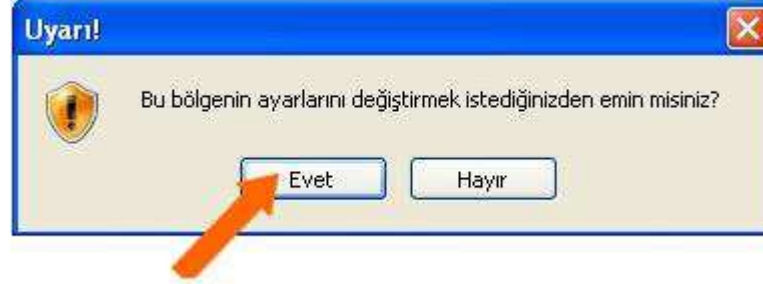 Uyarı!
Bu bölgenin ayarlarını değiştirmek istediğinizden emin misiniz?
Evet
Hayır